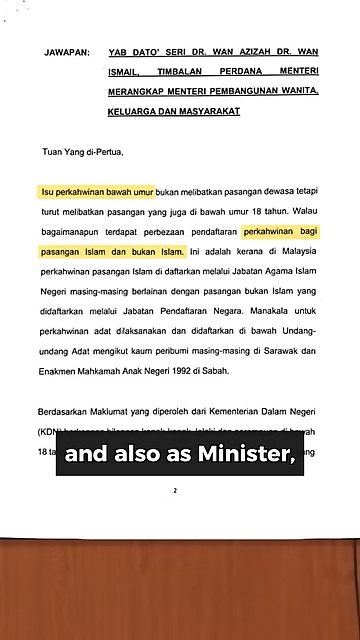 JAWAPAN: YAB DATO' SERI DR. WAN AZIZAH DR. WAN
ISMAIL, TIMBALAN PERDANA MENTERI
MERANGKAP MENTERI PEMBANGUNAN WANITA,
KELUARGA DAN MASYARAKAT
Tuan Yang di-Pertua,
Isu perkahwinan bawah umur bukan melibatkan pasangan dewasa tetapi
turut melibatkan pasangan yang juga di bawah umur 18 tahun. Walau
bagaimanapun terdapat perbezaan pendaftaran perkahwinan bagi
pasangan Islam dan bukan Islam. Ini adalah kerana di Malaysia
perkahwinan pasangan Islam di daftarkan melalui Jabatan Agama Islam
Negeri masing-masing berlainan dengan pasangan bukan Islam yang
didaftarkan melalui Jabatan Pendaftaran Negara. Manakala untuk
perkahwinan adat dilaksanakan dan didaftarkan di bawah Undang-
undang Adat mengikut kaum peribumi masing-masing di Sarawak dan
Enakmen Mahkamah Anak Negeri 1992 di Sabah.
Berdasarkan Maklumat yang diperoleh dari Kementerian Dalam Negeri
(KDN)
18
and also as Minister,
2